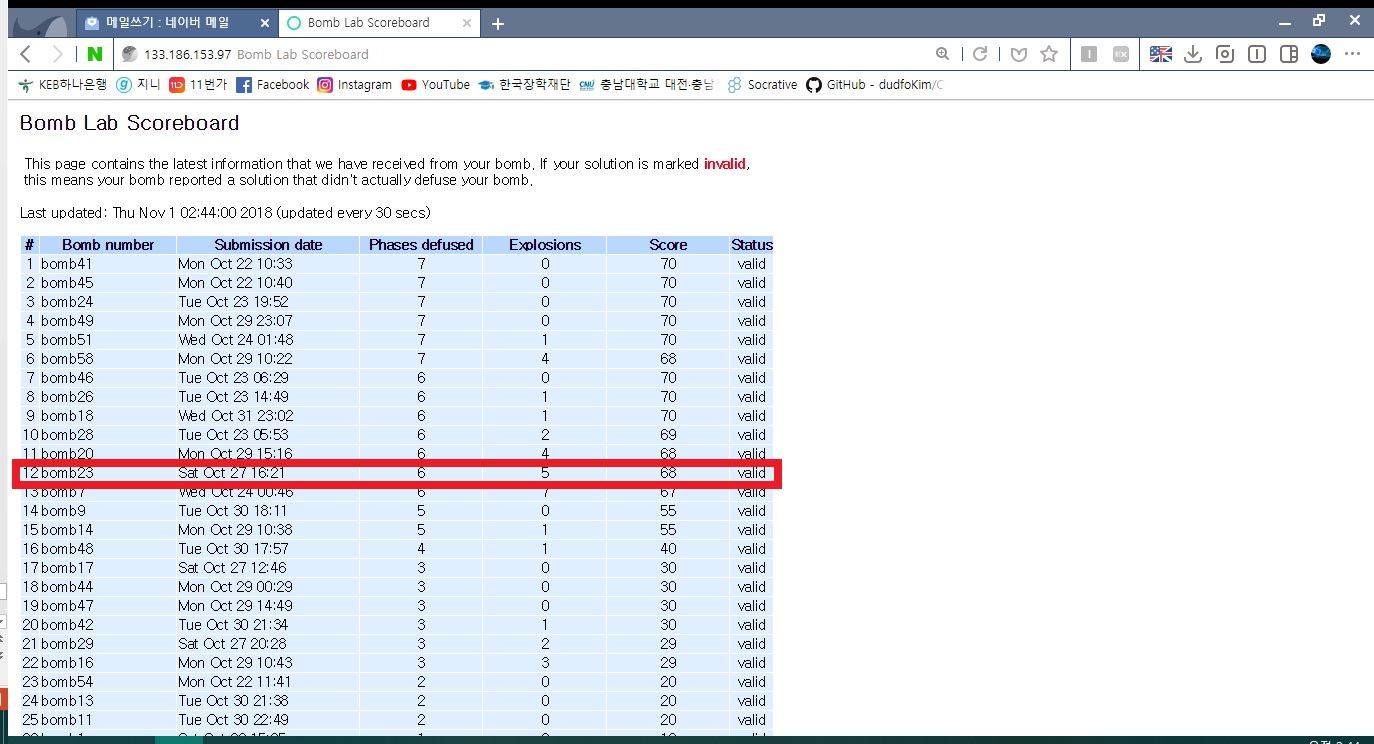 메일쓰기 : 네이버 메일
Bomb Lab Scoreboard
133.186.153.97 Bomb Lab Scoreboard
KEB하나은행 지니 11번가 Facebook Instagram YouTube 한국장학재단 충남대학교 대전·충남 Socrative GitHub - dudfoKim/C
Bomb Lab Scoreboard
This page contains the latest information that we have received from your bomb. If your solution is marked invalid,
this means your bomb reported a solution that didn't actually defuse your bomb.
Last updated: Thu Nov 1 02:44:00 2018 (updated every 30 secs)
# Bomb number Submission date Phases defused Explosions Score Status
1 bomb41 Mon Oct 22 10:33 7 0 70 valid
2 bomb45 Mon Oct 22 10:40 7 0 70 valid
3 bomb24 Tue Oct 23 19:52 7 0 70 valid
4 bomb49 Mon Oct 29 23:07 7 0 70 valid
5 bomb51 Wed Oct 24 01:48 7 1 70 valid
6 bomb58 Mon Oct 29 10:22 7 4 68 valid
7 bomb46 Tue Oct 23 06:29 6 0 70 valid
8 bomb26 Tue Oct 23 14:49 6 1 70 valid
9 bomb18 Wed Oct 31 23:02 6 1 70 valid
10 bomb28 Tue Oct 23 05:53 6 2 69 valid
11 bomb20 Mon Oct 29 15:16 6 4 68 valid
12 bomb23 Sat Oct 27 16:21 6 5 68 valid
13 bomb7 Wed Oct 24 00:46 6 7 67 valid
14 bomb9 Tue Oct 30 18:11 5 0 55 valid
15 bomb14 Mon Oct 29 10:38 5 1 55 valid
16 bomb48 Tue Oct 30 17:57 4 1 40 valid
17 bomb17 Sat Oct 27 12:46 3 0 30 valid
18 bomb44 Mon Oct 29 00:29 3 0 30 valid
19 bomb47 Mon Oct 29 14:49 3 0 30 valid
20 bomb42 Tue Oct 30 21:34 3 1 30 valid
21 bomb29 Sat Oct 27 20:28 3 2 29 valid
22 bomb16 Mon Oct 29 10:43 3 3 29 valid
23 bomb54 Mon Oct 22 11:41 2 0 20 valid
24 bomb13 Tue Oct 30 21:38 2 0 20 valid
25 bomb11 Tue Oct 30 22:49 2 0 20 valid